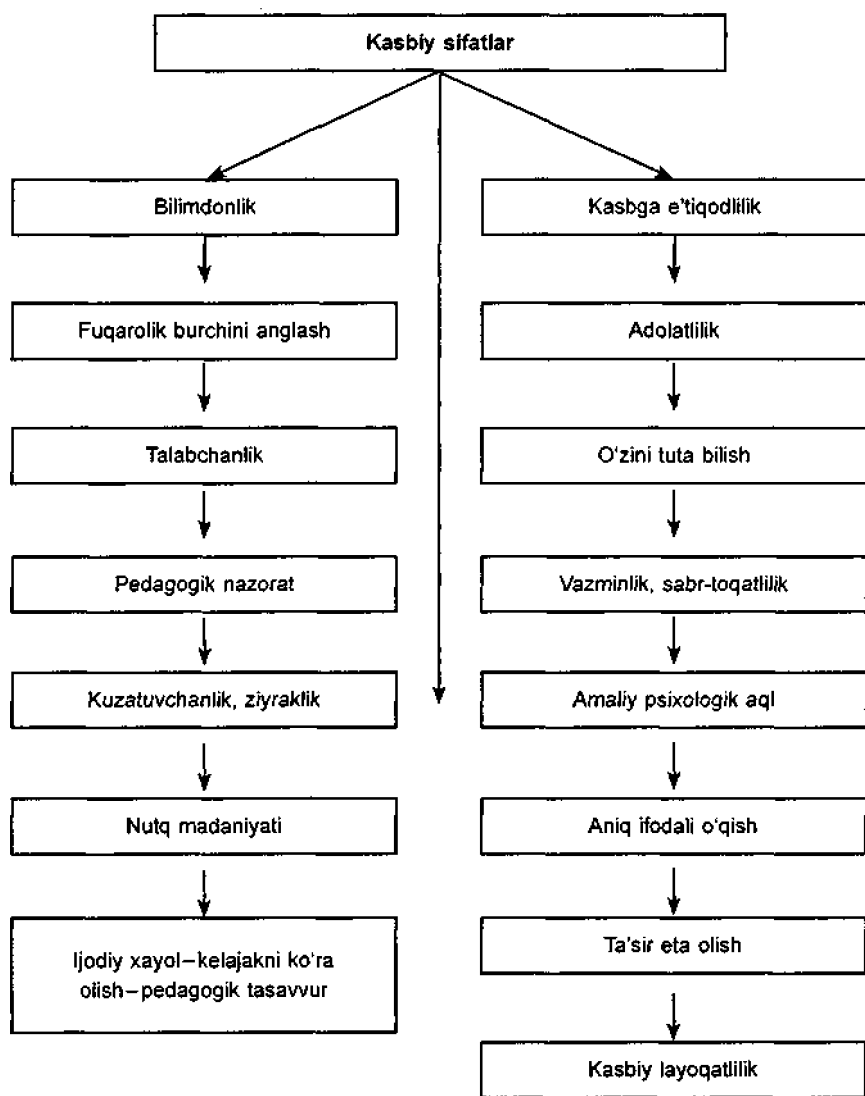 Kasbiy sifatlar
Bilimdonlik
Fuqarolik burchini anglash
Talabchanlik
Pedagogik nazorat
Kuzatuvchanlik, ziyraklik
Nutq madaniyati
Ijodiy xayol–kelajakni ko‘ra
olish–pedagogik tasavvur
Kasbga e’tiqodlilik
Adolatlilik
O‘zini tuta bilish
Vazminlik, sabr-toqatlilik
Amaliy psixologik aql
Aniq ifodali o‘qish
Ta’sir eta olish
Kasbiy layoqatlilik